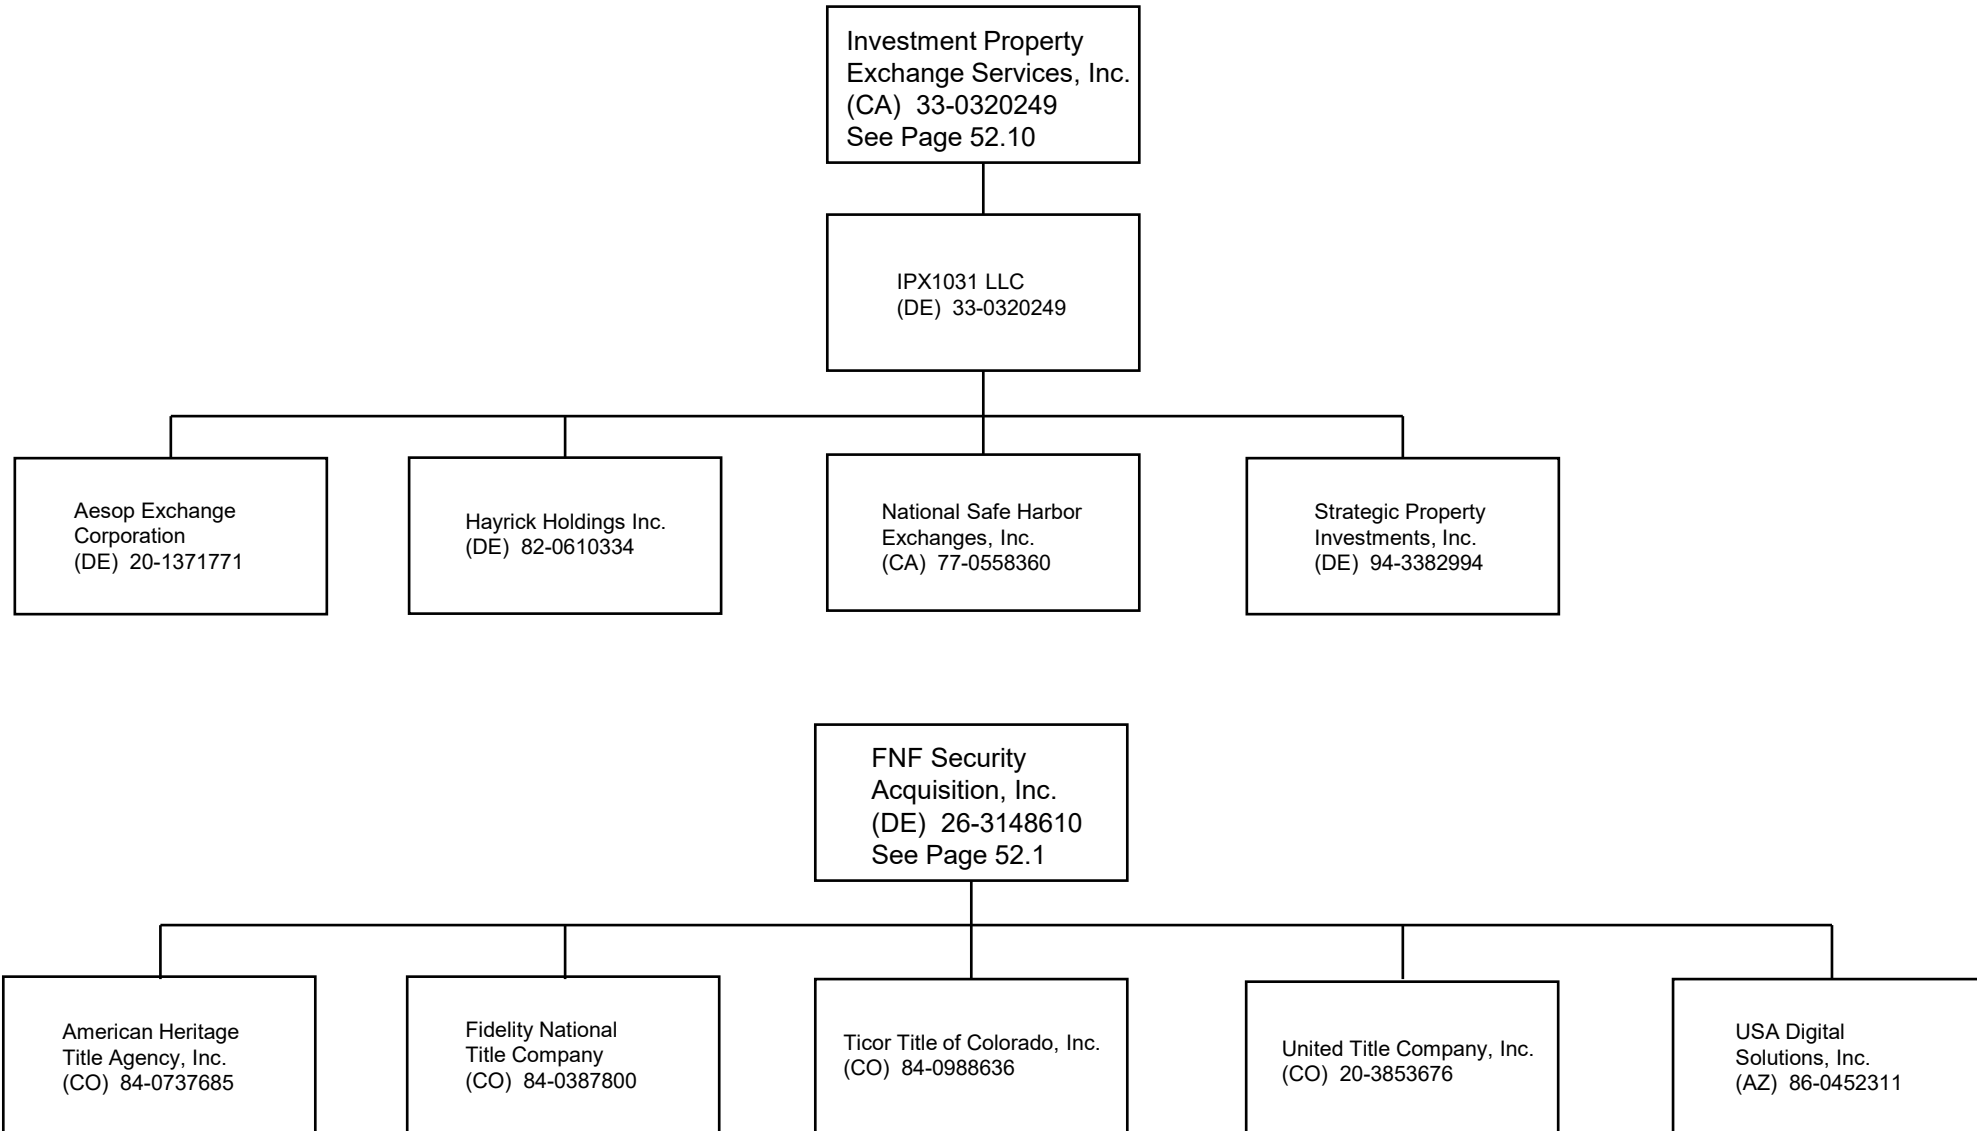 Investment Property
Exchange Services, Inc.
(CA) 33-0320249
See Page 52.10
IPX1031 LLC
(DE) 33-0320249
Aesop Exchange
Corporation
(DE) 20-1371771
Hayrick Holdings Inc.
(DE) 82-0610334
National Safe Harbor
Exchanges, Inc.
(CA) 77-0558360
Strategic Property
Investments, Inc.
(DE) 94-3382994
FNF Security
Acquisition, Inc.
(DE) 26-3148610
See Page 52.1
American Heritage
Title Agency, Inc.
(CO) 84-0737685
Fidelity National
Title Company
(CO) 84-0387800
Ticor Title of Colorado, Inc.
(CO) 84-0988636
United Title Company, Inc.
(CO) 20-3853676
USA Digital
Solutions, Inc.
(AZ) 86-0452311